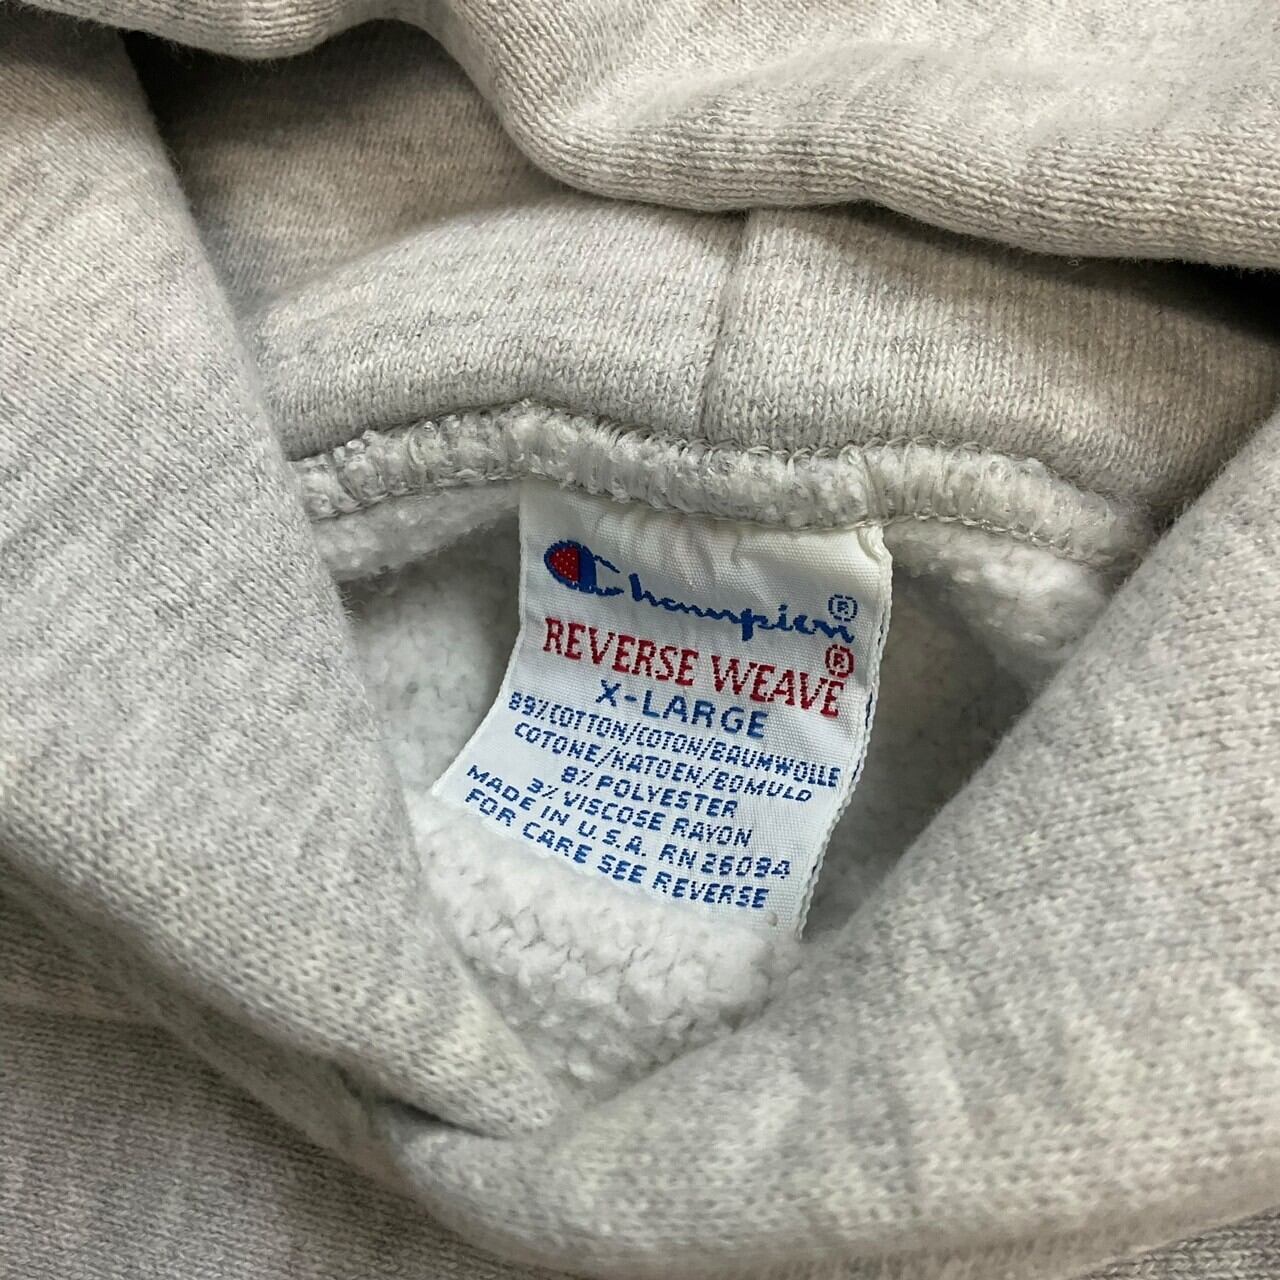 Champion®
REVERSE WEAVE®
X-LARGE
89%COTTON/COTON/BAUMWOLLE
COTONE/KATOEN/BOMULD
8% POLYESTER
3% VISCOSE RAYON
MADE IN U.S.A. RN 26094
FOR CARE SEE REVERSE